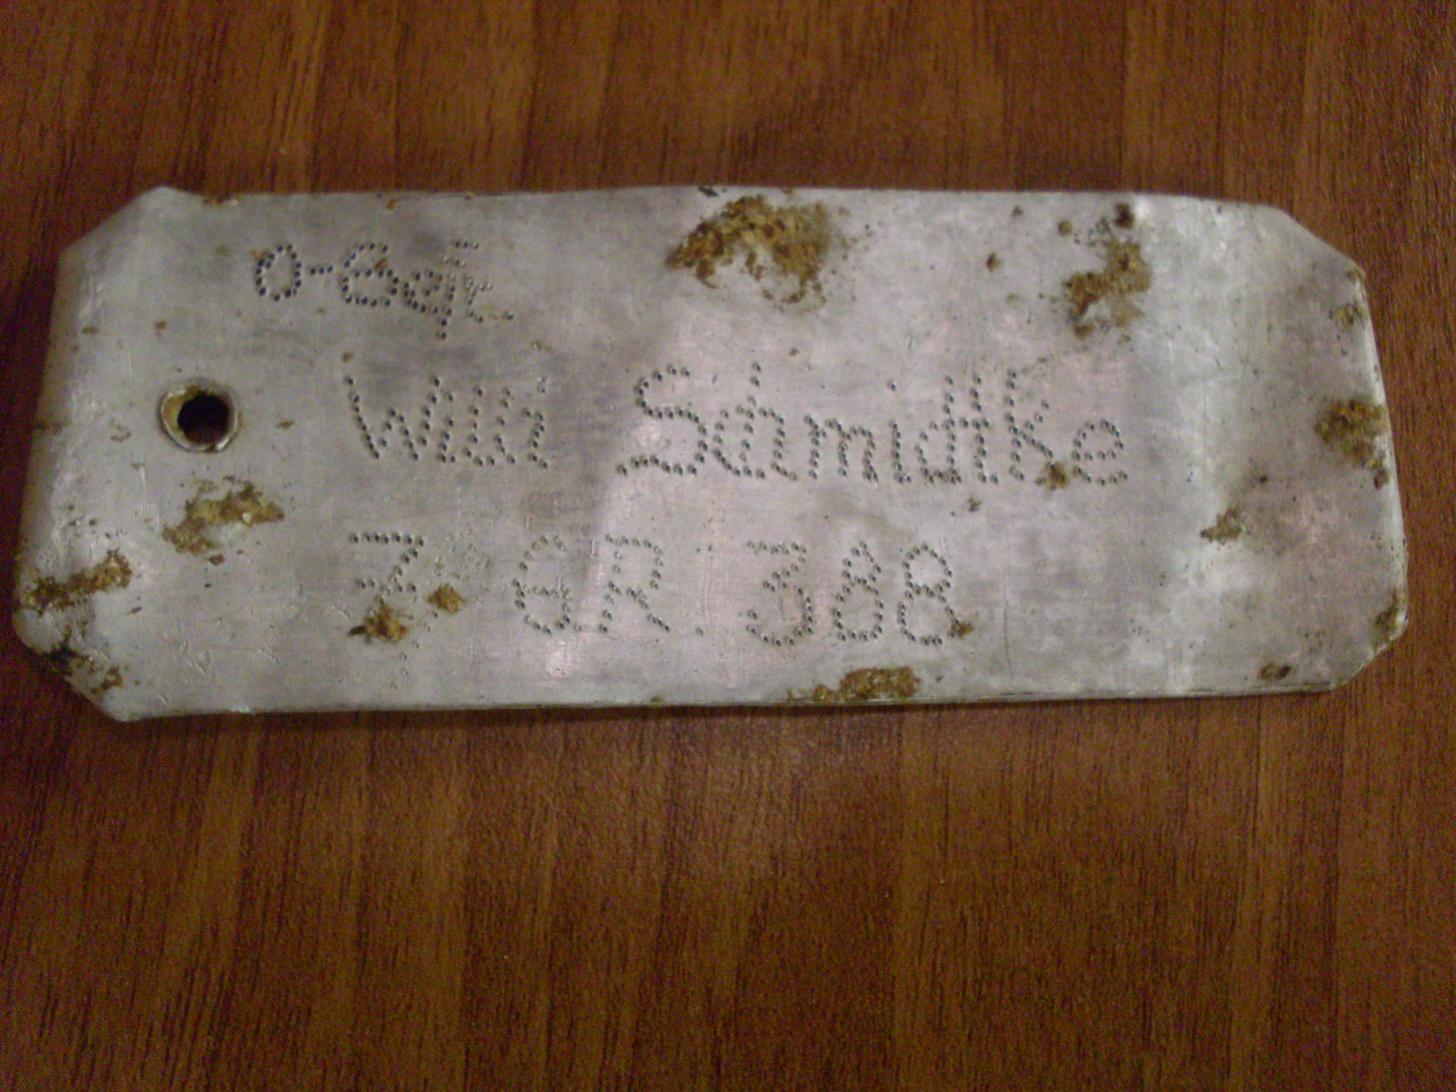 O-Gefr.
Willi Schmidtke
7. GR. 388